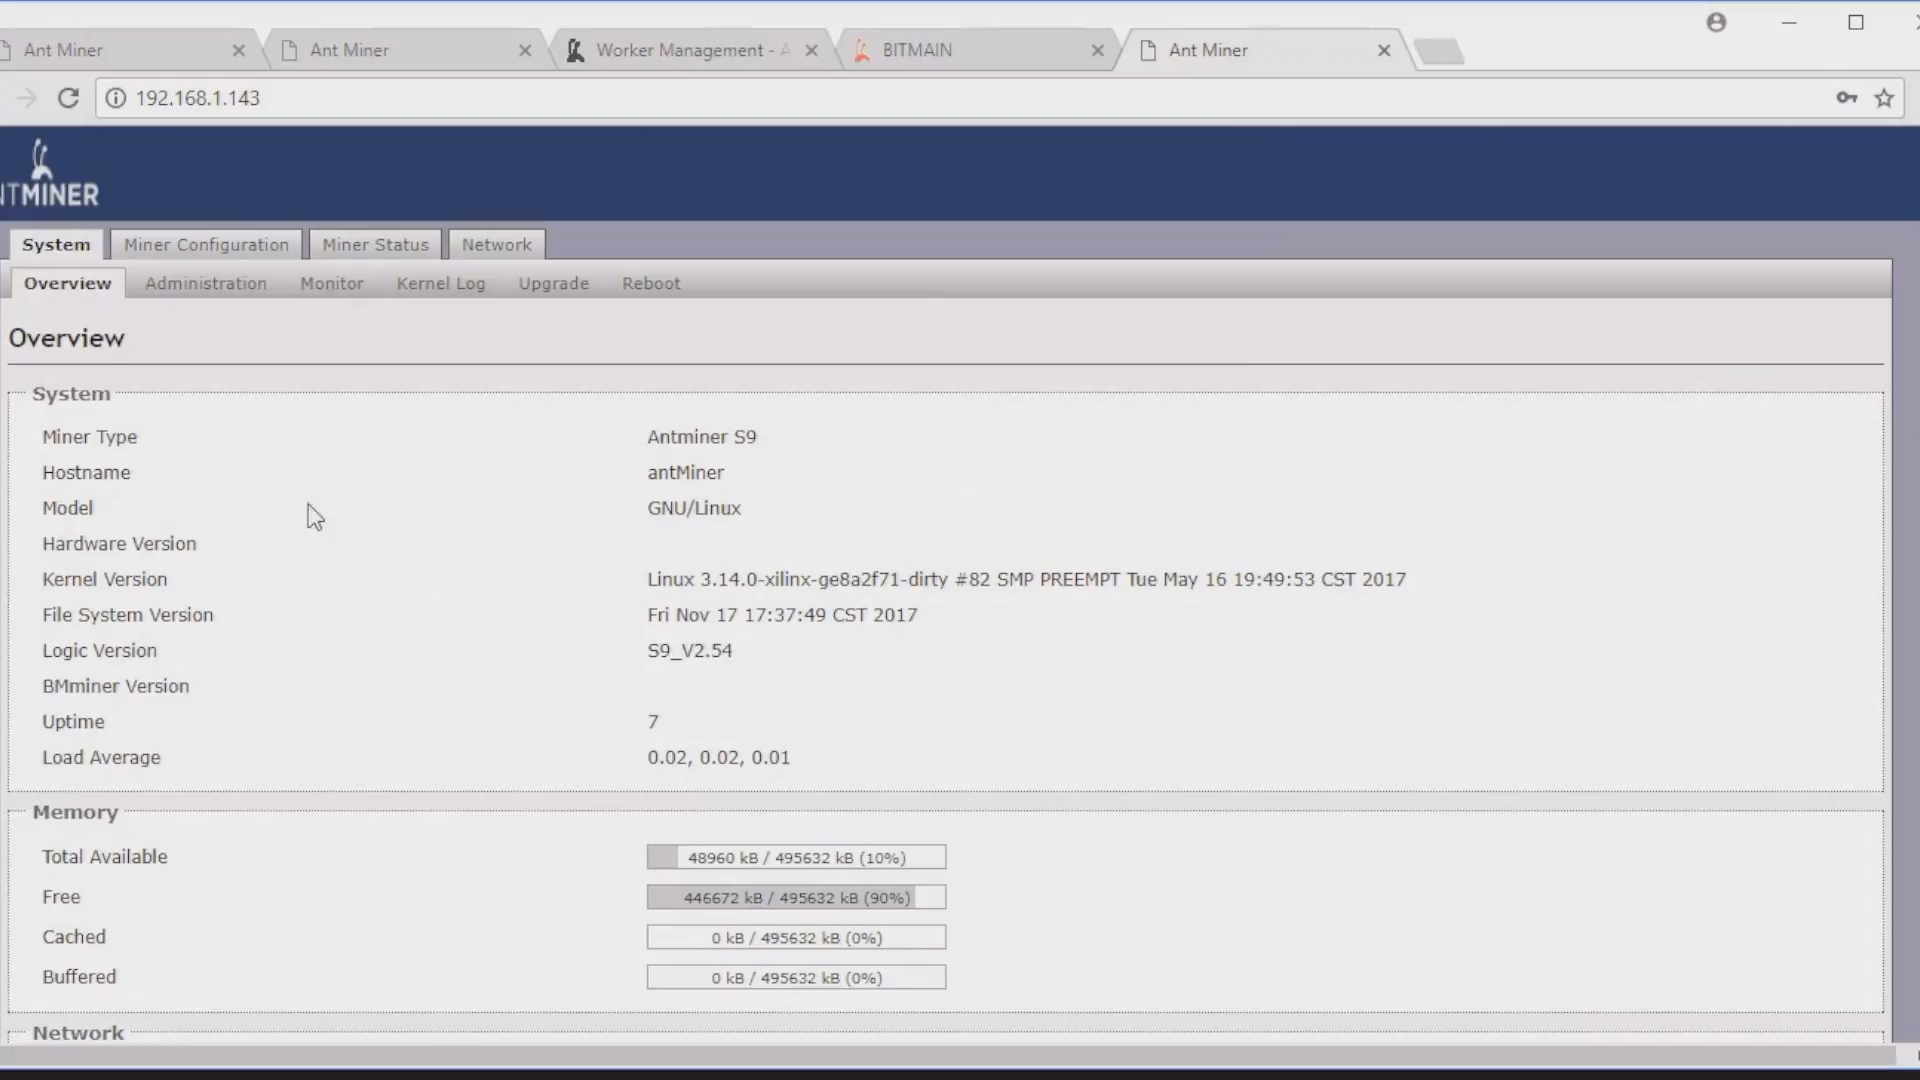 Ant Miner
Ant Miner
Worker Management - A
BITMAIN
Ant Miner
192.168.1.143
NTMINER
System Miner Configuration Miner Status Network
Overview Administration Monitor Kernel Log Upgrade Reboot
Overview
System
Miner Type Antminer S9
Hostname antMiner
Model GNU/Linux
Hardware Version
Kernel Version Linux 3.14.0-xilinx-ge8a2f71-dirty #82 SMP PREEMPT Tue May 16 19:49:53 CST 2017
File System Version Fri Nov 17 17:37:49 CST 2017
Logic Version S9_V2.54
BMminer Version
Uptime 7
Load Average 0.02, 0.02, 0.01
Memory
Total Available 48960 kB / 495632 kB (10%)
Free 446672 kB / 495632 kB (90%)
Cached 0 kB / 495632 kB (0%)
Buffered 0 kB / 495632 kB (0%)
Network